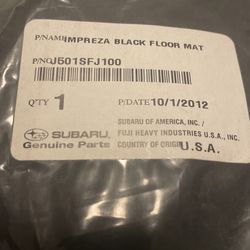 P/NAME IMPREZA BLACK FLOOR MAT
P/NO J501SFJ100
Q'TY 1 P/DATE 10/1/2012
SUBARU
Genuine Parts
SUBARU OF AMERICA, INC. /
FUJI HEAVY INDUSTRIES U.S.A., INC.
COUNTRY OF ORIGIN U.S.A.